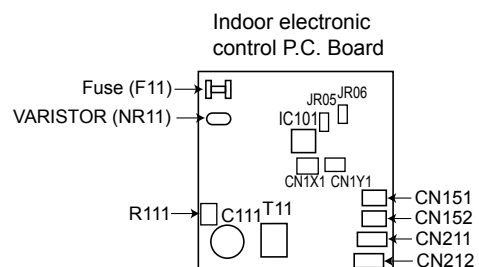 Indoor electronic
control P.C. Board
Fuse (F11)
VARISTOR (NR11)
JR05 JR06
IC101
CN1X1 CN1Y1
CN151
R111 C111 T11
CN152
CN211
CN212